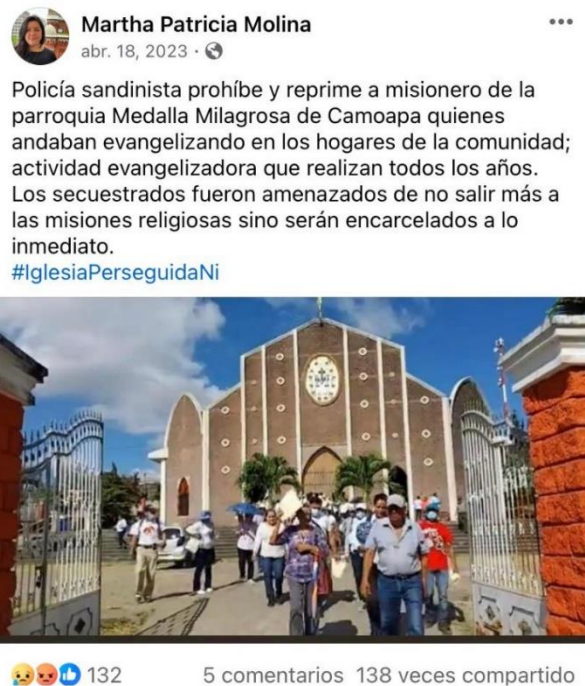 Martha Patricia Molina
abr. 18, 2023 ·
Policía sandinista prohíbe y reprime a misionero de la
parroquia Medalla Milagrosa de Camoapa quienes
andaban evangelizando en los hogares de la comunidad;
actividad evangelizadora que realizan todos los años.
Los secuestrados fueron amenazados de no salir más a
las misiones religiosas sino serán encarcelados a lo
inmediato.
#IglesiaPerseguidaNi
132
5 comentarios 138 veces compartido